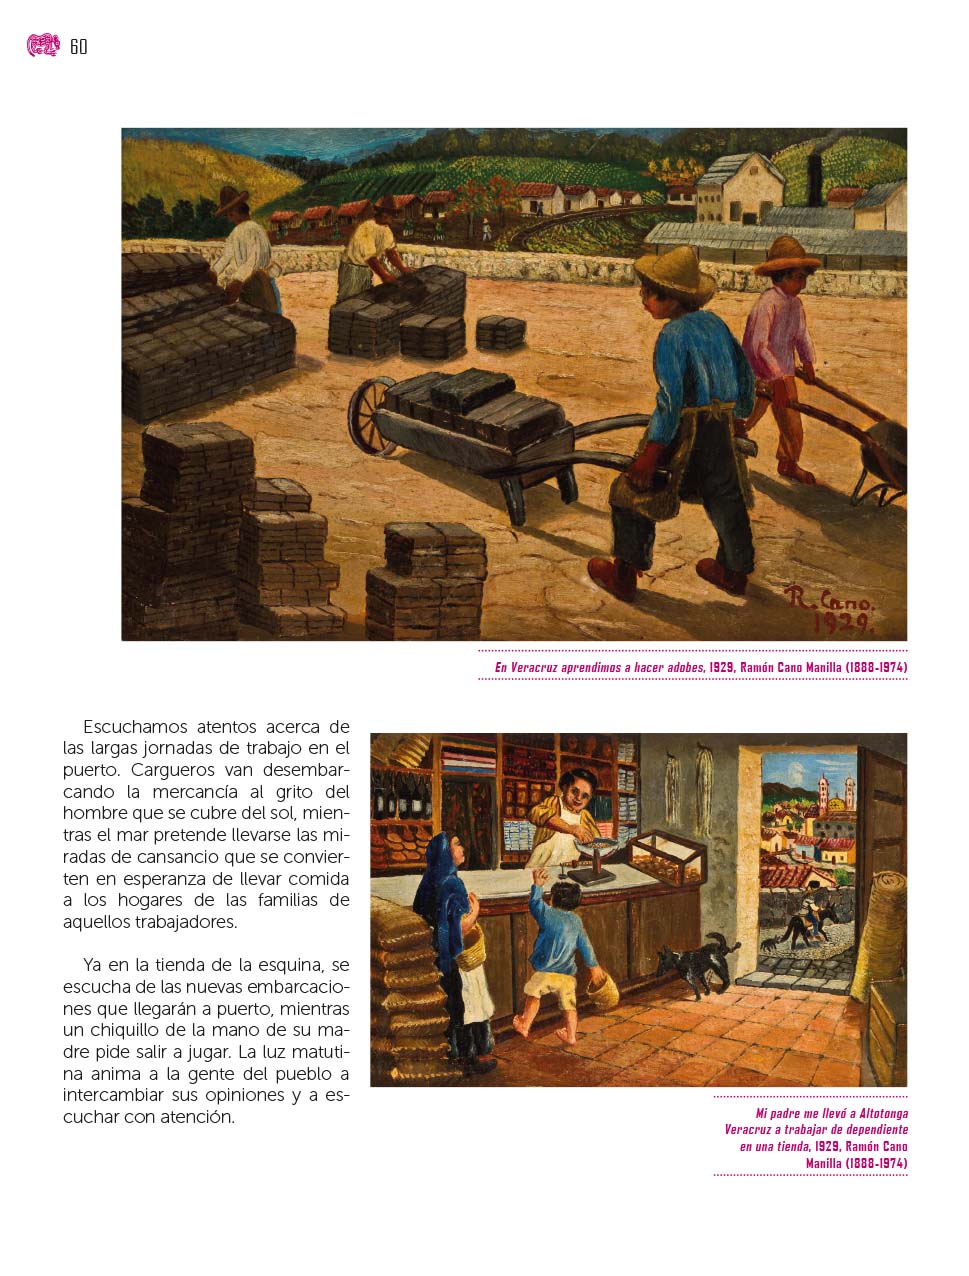 60
R. Cano.
1929.
En Veracruz aprendimos a hacer adobes, 1929, Ramón Cano Manilla (1888-1974)
Escuchamos atentos acerca de
las largas jornadas de trabajo en el
puerto. Cargueros van desembar-
cando la mercancía al grito del
hombre que se cubre del sol, mien-
tras el mar pretende llevarse las mi-
radas de cansancio que se convier-
ten en esperanza de llevar comida
a los hogares de las familias de
aquellos trabajadores.
Ya en la tienda de la esquina, se
escucha de las nuevas embarcacio-
nes que llegarán a puerto, mientras
un chiquillo de la mano de su ma-
dre pide salir a jugar. La luz matuti-
na anima a la gente del pueblo a
intercambiar sus opiniones y a es-
cuchar con atención.
Mi padre me llevó a Altotonga
Veracruz a trabajar de dependiente
en una tienda, 1929, Ramón Cano
Manilla (1888-1974)